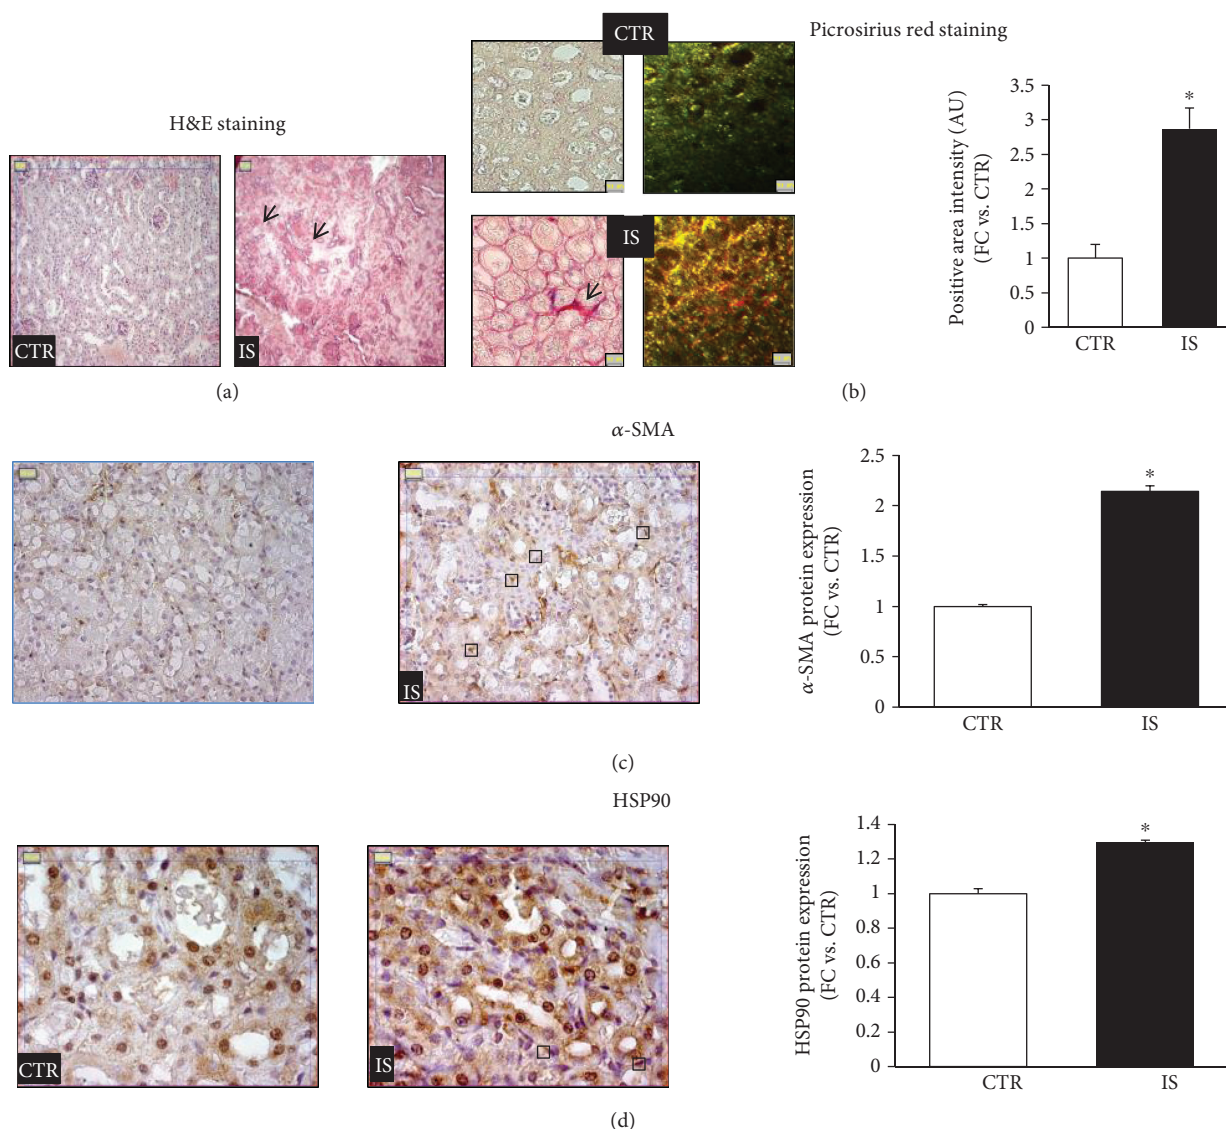 H&E staining
CTR
IS
(a)
CTR
IS
Picrosirius red staining
Positive area intensity (AU)
(FC vs. CTR)
3.5
3
2.5
2
1.5
1
0.5
0
*
CTR
IS
(b)
α-SMA
IS
α-SMA protein expression
(FC vs. CTR)
2.5
2
1.5
1
0.5
0
*
CTR
IS
(c)
HSP90
CTR
IS
HSP90 protein expression
(FC vs. CTR)
1.4
1.2
1
0.8
0.6
0.4
0.2
0
*
CTR
IS
(d)